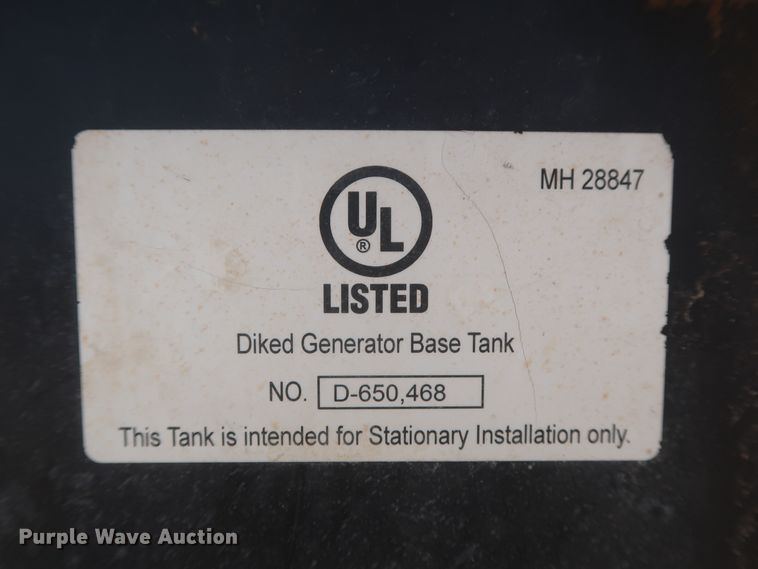 MH 28847
UL
®
LISTED
Diked Generator Base Tank
NO. D-650,468
This Tank is intended for Stationary Installation only.
Purple Wave Auction